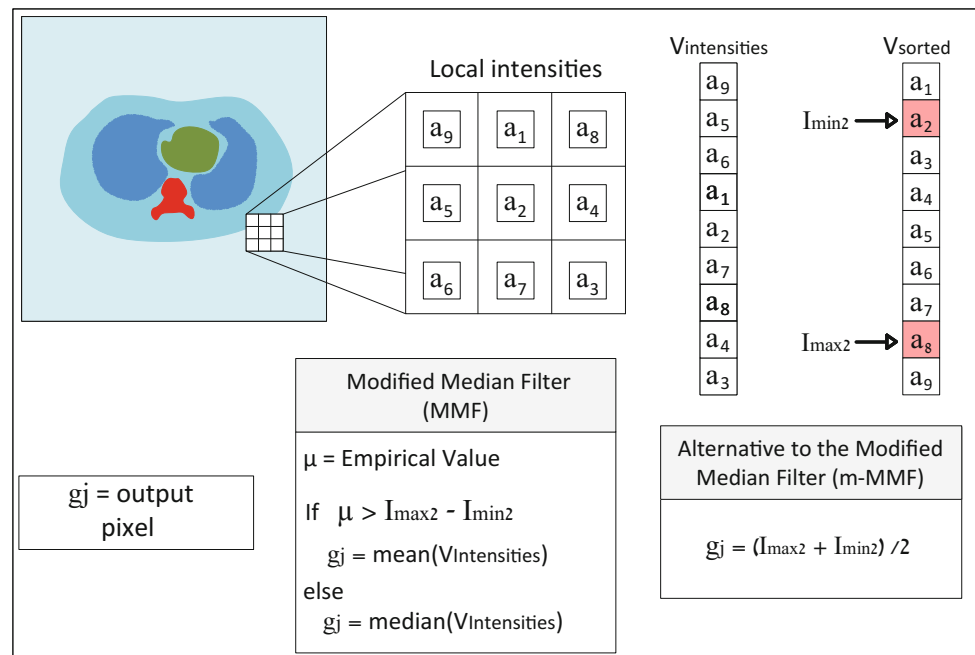 Local intensities
a9 a1 a8
a5 a2 a4
a6 a7 a3
Vintensities
a9
a5
a6
a1
a2
a7
a8
a4
a3
Vsorted
a1
Imin2 a2
a3
a4
a5
a6
a7
Imax2 a8
a9
gj = output
pixel
Modified Median Filter
(MMF)
μ = Empirical Value
If μ > Imax2 - Imin2
gj = mean(VIntensities)
else
gj = median(VIntensities)
Alternative to the Modified
Median Filter (m-MMF)
gj = (Imax2 + Imin2) /2